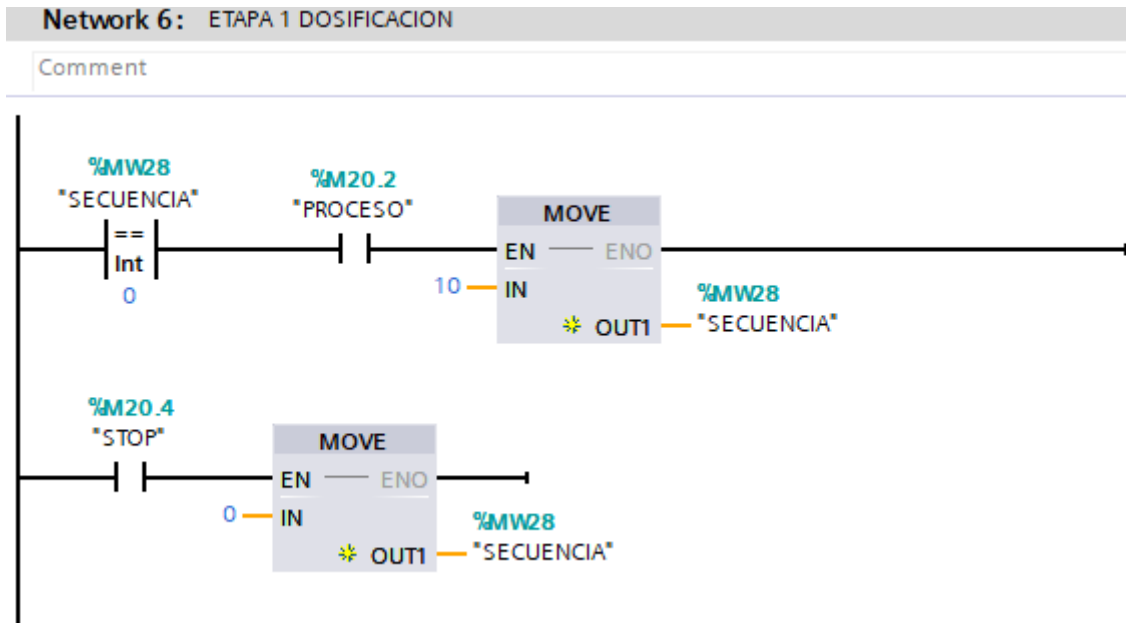 Network 6: ETAPA 1 DOSIFICACION
Comment
%MW28
"SECUENCIA"
==
Int
0
%M20.2
"PROCESO"
MOVE
EN ENO
10 IN
OUT1
%MW28
"SECUENCIA"
%M20.4
"STOP"
MOVE
EN ENO
0 IN
OUT1
%MW28
"SECUENCIA"